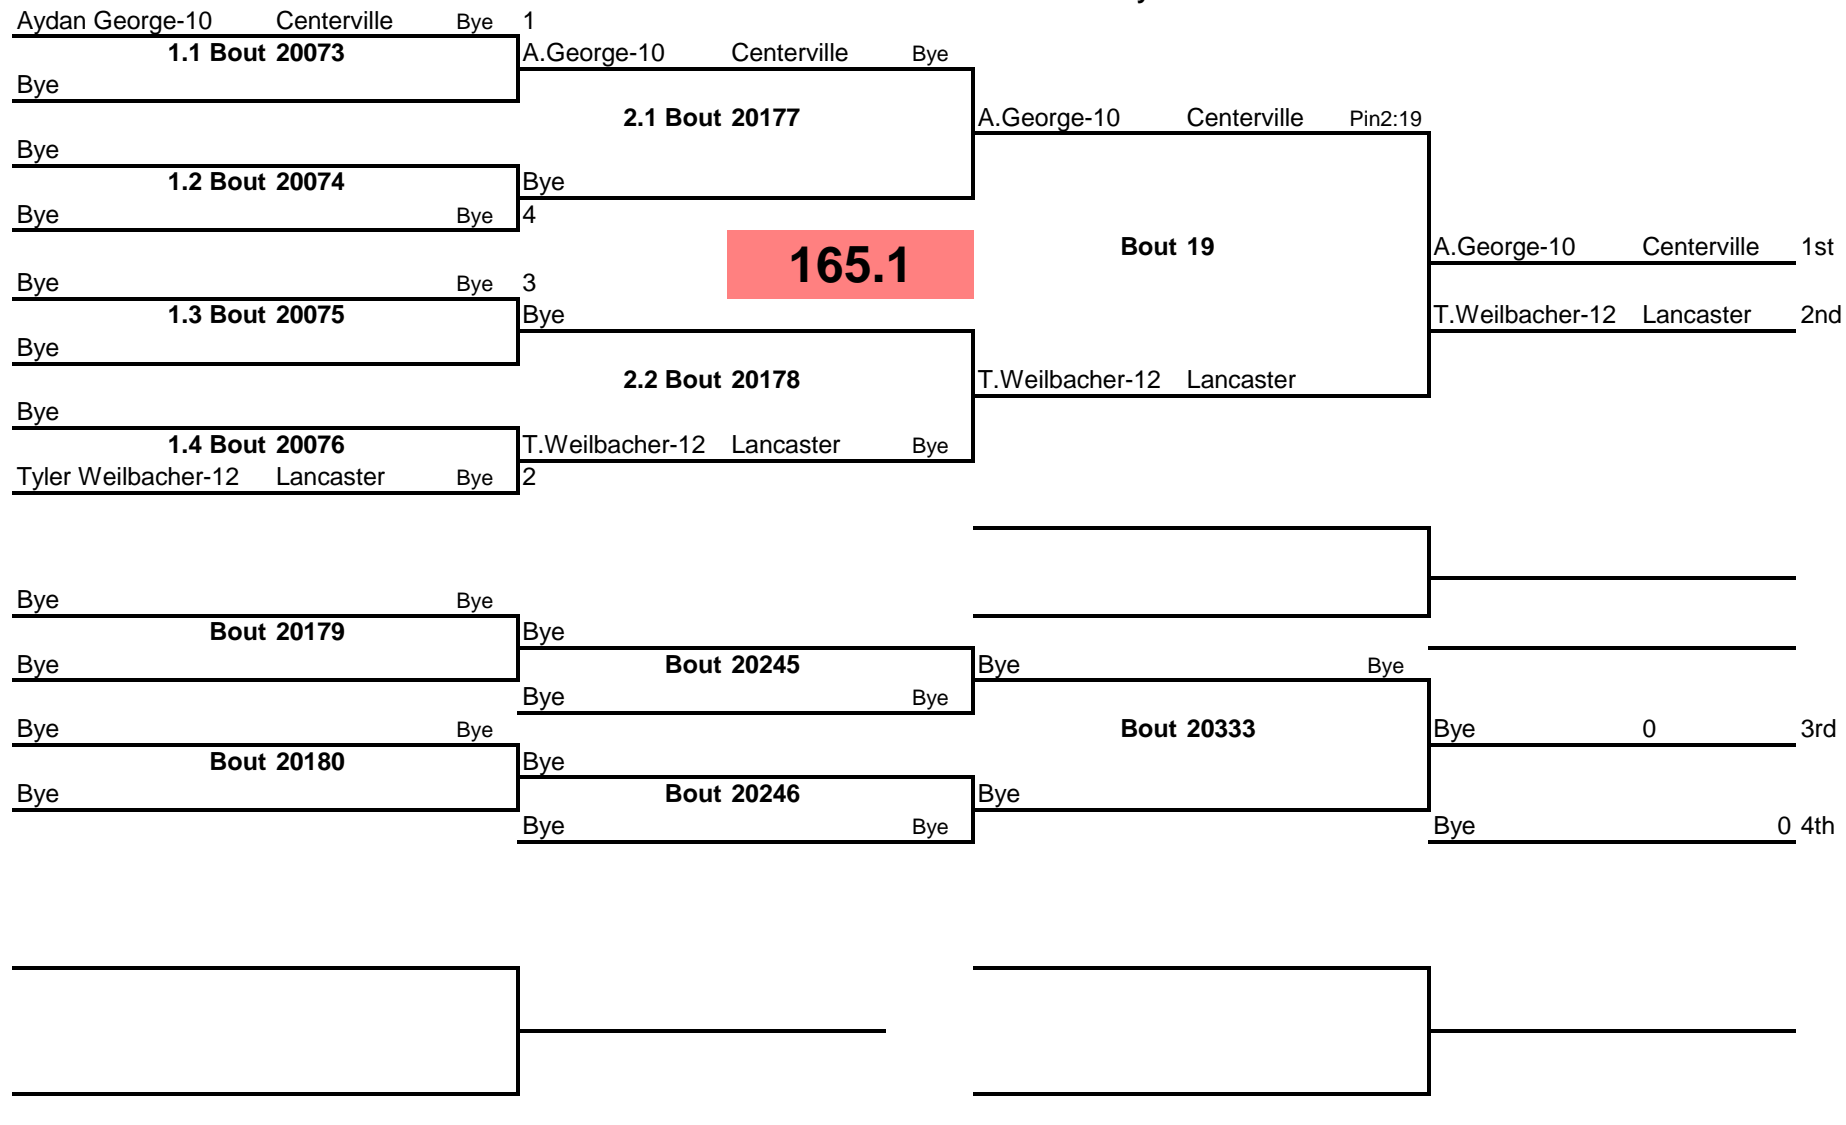 Aydan George-10 Centerville Bye 1
1.1 Bout 20073 A.George-10 Centerville Bye
Bye
2.1 Bout 20177 A.George-10 Centerville Pin2:19
Bye
1.2 Bout 20074 Bye
Bye Bye 4
165.1 Bout 19 A.George-10 Centerville 1st
Bye Bye 3
1.3 Bout 20075 Bye T.Weilbacher-12 Lancaster 2nd
Bye
2.2 Bout 20178 T.Weilbacher-12 Lancaster
Bye
1.4 Bout 20076 T.Weilbacher-12 Lancaster Bye
Tyler Weilbacher-12 Lancaster Bye 2
Bye Bye
Bout 20179 Bye
Bye Bout 20245 Bye Bye
Bye Bye
Bye Bye Bout 20333 Bye 0 3rd
Bout 20180 Bye
Bye Bout 20246 Bye
Bye Bye Bye 0 4th